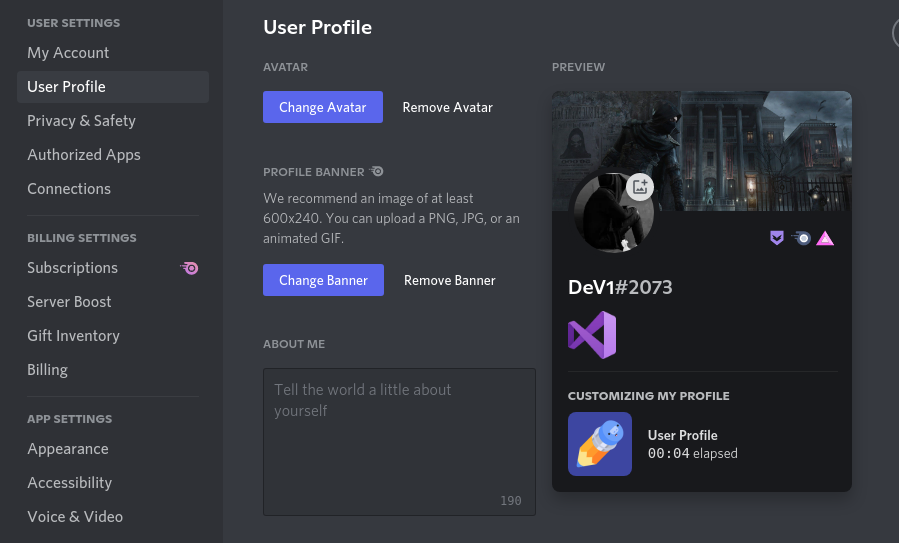 USER SETTINGS
My Account
User Profile
Privacy & Safety
Authorized Apps
Connections
BILLING SETTINGS
Subscriptions
Server Boost
Gift Inventory
Billing
APP SETTINGS
Appearance
Accessibility
Voice & Video
User Profile
AVATAR
Change Avatar
Remove Avatar
PROFILE BANNER
We recommend an image of at least
600x240. You can upload a PNG, JPG, or an
animated GIF.
Change Banner
Remove Banner
ABOUT ME
Tell the world a little about
yourself
190
PREVIEW
DeV1#2073
CUSTOMIZING MY PROFILE
User Profile
00:04 elapsed